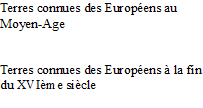 Terres connues des Européens au
Moyen-Age
Terres connues des Européens à la fin
du XVIème siècle